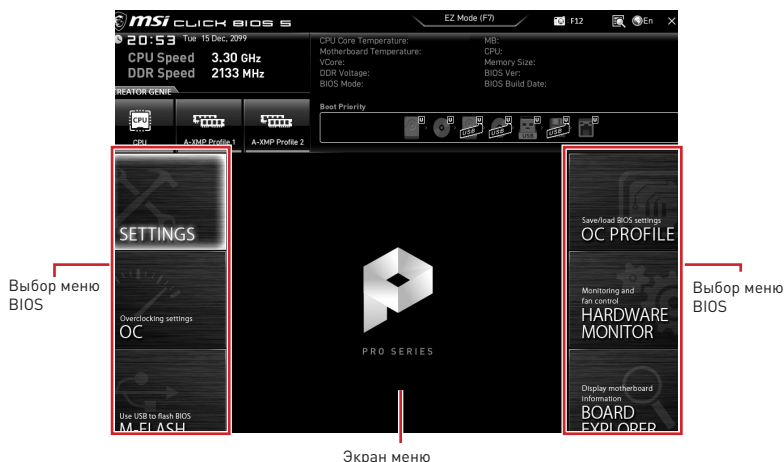 msi CLICK BIOS 5
EZ Mode (F7)
F12
En
X
20:53 Tue 15 Dec, 2099
CPU Speed 3.30 GHz
DDR Speed 2133 MHz
CREATOR GENIE
CPU
A-XMP Profile 1
A-XMP Profile 2
CPU Core Temperature:
Motherboard Temperature:
VCore:
DDR Voltage:
BIOS Mode:
MB:
CPU:
Memory Size:
BIOS Ver:
BIOS Build Date:
Boot Priority
U U U U U U U
USB USB USB USB
SETTINGS
Overclocking settings
OC
Use USB to flash BIOS
M-FLASH
PRO SERIES
Save/load BIOS settings
OC PROFILE
Monitoring and
fan control
HARDWARE
MONITOR
Display motherboard
information
BOARD
EXPLORER
Выбор меню
BIOS
Выбор меню
BIOS
Экран меню